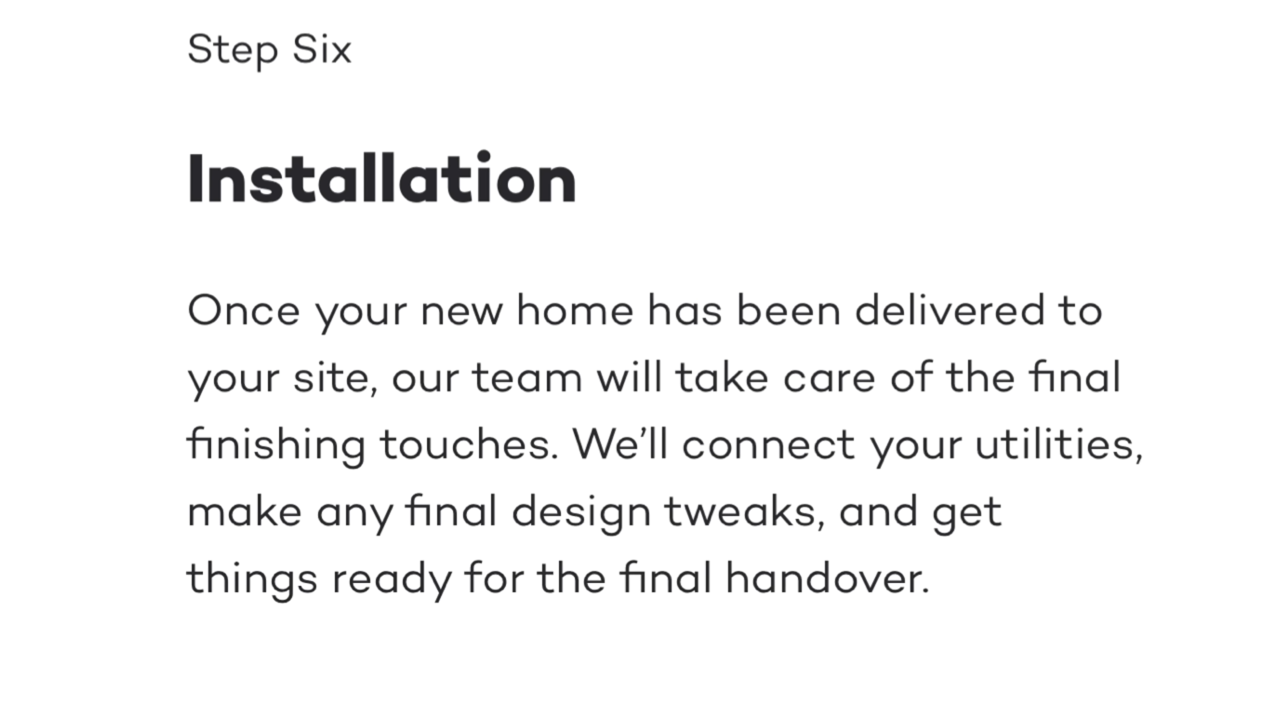 Step Six
Installation
Once your new home has been delivered to
your site, our team will take care of the final
finishing touches. We’ll connect your utilities,
make any final design tweaks, and get
things ready for the final handover.